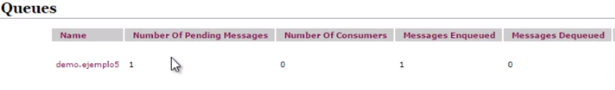 Queues
Name Number Of Pending Messages Number Of Consumers Messages Enqueued Messages Dequeued
demo.ejemplo5 1 0 1 0